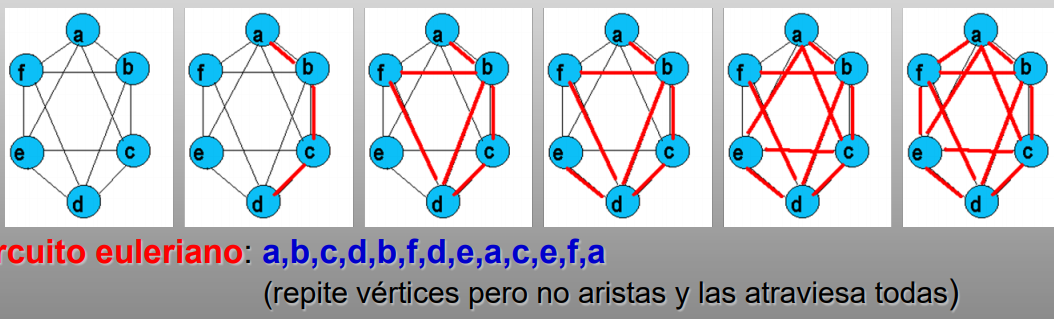 a a a a a a
f b f b f b f b f b f b
e c e c e c e c e c e c
d d d d d d
rcuito euleriano: a,b,c,d,b,f,d,e,a,c,e,f,a
(repite vértices pero no aristas y las atraviesa todas)